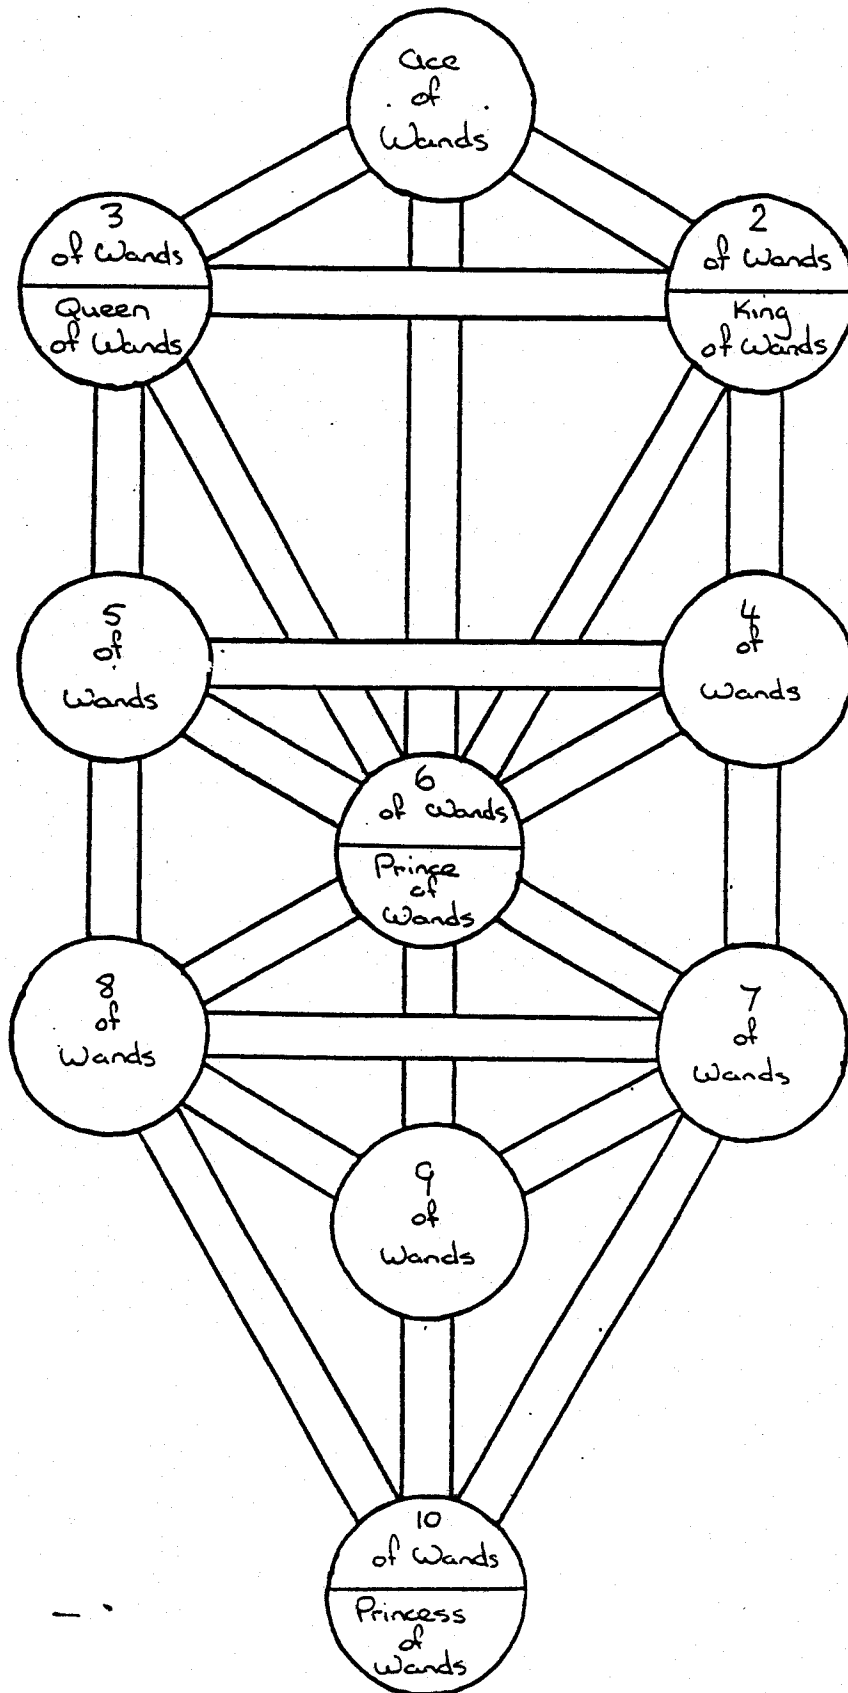 Ace
of
Wands
3
of Wands
Queen
of Wands
2
of Wands
King
of Wands
5
of
Wands
4
of
Wands
6
of Wands
Prince
of
Wands
8
of
Wands
7
of
Wands
9
of
Wands
10
of Wands
Princess
of
Wands